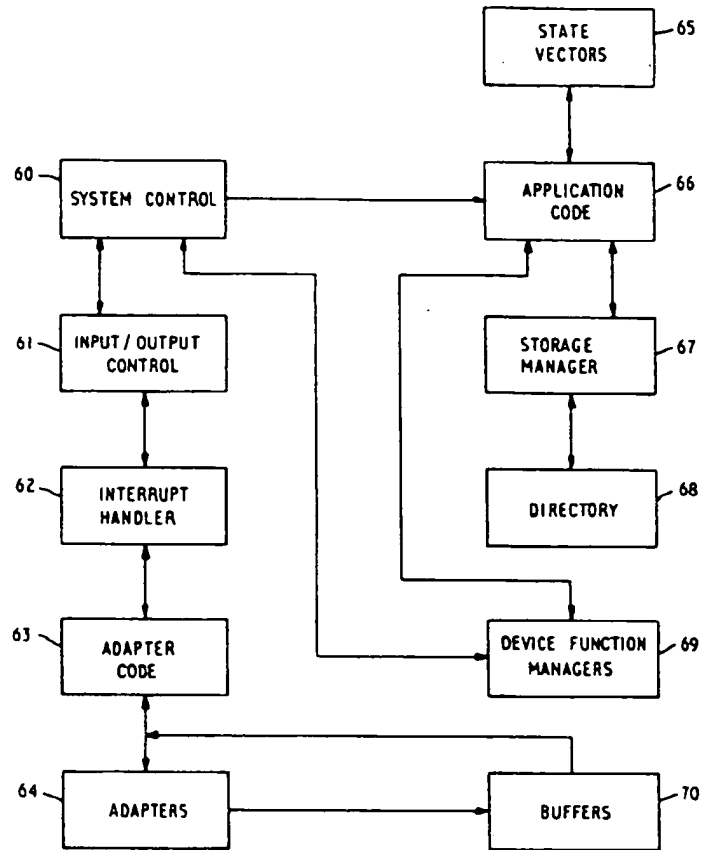 STATE
VECTORS
65
60
SYSTEM CONTROL
APPLICATION
CODE
66
61
INPUT/OUTPUT
CONTROL
STORAGE
MANAGER
67
62
INTERRUPT
HANDLER
DIRECTORY
68
63
ADAPTER
CODE
DEVICE FUNCTION
MANAGERS
69
64
ADAPTERS
BUFFERS
70